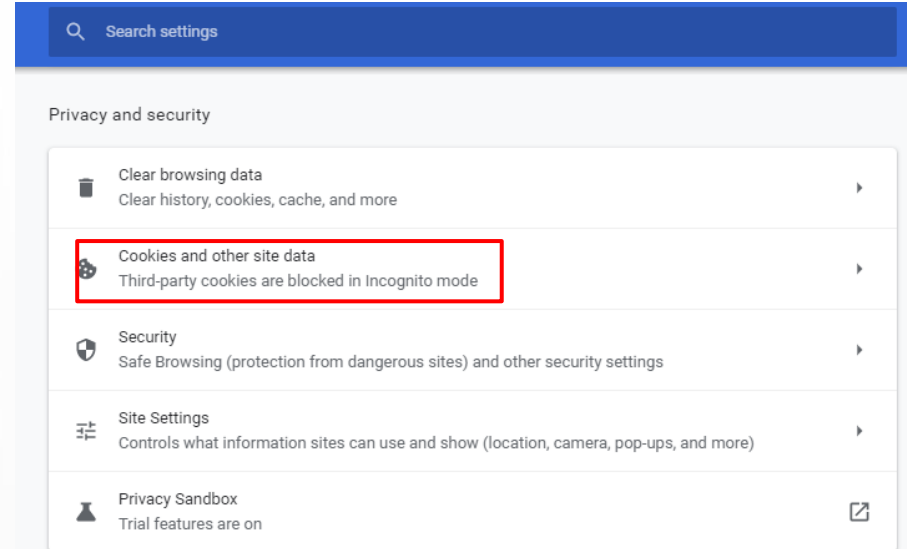 Search settings
Privacy and security
Clear browsing data
Clear history, cookies, cache, and more
Cookies and other site data
Third-party cookies are blocked in Incognito mode
Security
Safe Browsing (protection from dangerous sites) and other security settings
Site Settings
Controls what information sites can use and show (location, camera, pop-ups, and more)
Privacy Sandbox
Trial features are on